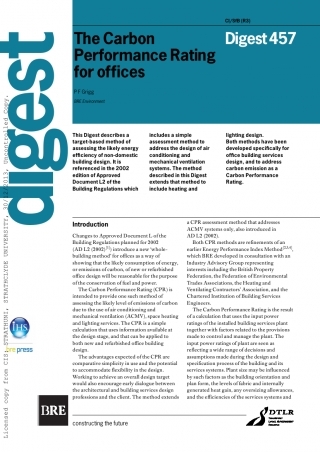 CI/SfB (R3)
The Carbon
Performance Rating
for offices
Digest 457
P F Grigg
BRE Environment
digest
This Digest describes a
target-based method of
assessing the likely energy
efficiency of non-domestic
building design. It is
referenced in the 2002
edition of Approved
Document L2 of the
Building Regulations which
includes a simple
assessment method to
address the design of air
conditioning and
mechanical ventilation
systems. The method
described in this Digest
extends that method to
include heating and
lighting design.
Both methods have been
developed specifically for
office building services
design, and to address
carbon emission as a
Carbon Performance
Rating.
Introduction
Changes to Approved Document L of the
Building Regulations planned for 2002
(AD L2 (2002)[1]) introduces a new 'whole-
building method' for offices as a way of
showing that the likely consumption of energy,
or emissions of carbon, of new or refurbished
office design will be reasonable for the purpose
of the conservation of fuel and power.
The Carbon Performance Rating (CPR) is
intended to provide one such method of
assessing the likely level of emissions of carbon
due to the use of air conditioning and
mechanical ventilation (ACMV), space heating
and lighting services. The CPR is a simple
calculation that uses information available at
the design stage, and that can be applied to
both new and refurbished office building
design.
The advantages expected of the CPR are
comparative simplicity in use and the potential
to accommodate flexibility in the design.
Working to achieve an overall design target
would also encourage early dialogue between
the architectural and building services design
professions and the client. The method extends
a CPR assessment method that addresses
ACMV systems only, also introduced in
AD L2 (2002).
Both CPR methods are refinements of an
earlier Energy Performance Index Method[2,3,4],
which BRE developed in consultation with an
Industry Advisory Group representing
interests including the British Property
Federation, the Federation of Environmental
Trades Associations, the Heating and
Ventilating Contractors' Association, and the
Chartered Institution of Building Services
Engineers.
The Carbon Performance Rating is the result
of a calculation that uses the input power
ratings of the installed building services plant
together with factors related to the provisions
made to control and manage the plant. The
input power ratings of plant are seen as
reflecting a wide range of decisions and
assumptions made during the design and
specification process of the building and its
services systems. Plant size may be influenced
by such factors as the building orientation and
plan form, the levels of fabric and internally
generated heat gain, any oversizing allowances,
and the efficiencies of the services systems and
BRE
constructing the future
DTLR
IHS
press
Licensed copy from CIS: STRATHCNI, STRATHCLYDE UNIVERSITY, 30/11/2013, Uncontrolled Copy.